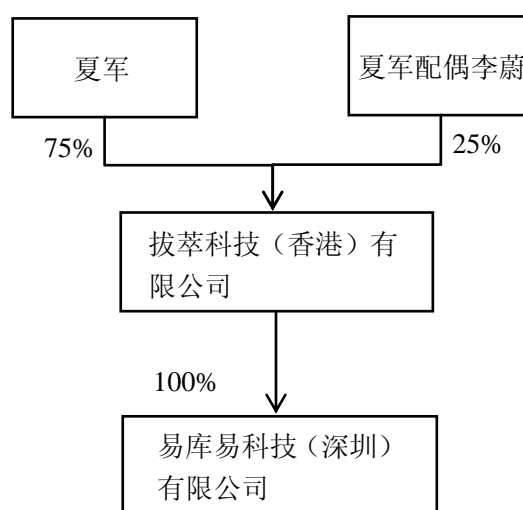 夏军
夏军配偶李蔚
75%
25%
拔萃科技（香港）有
限公司
100%
易库易科技（深圳）
有限公司